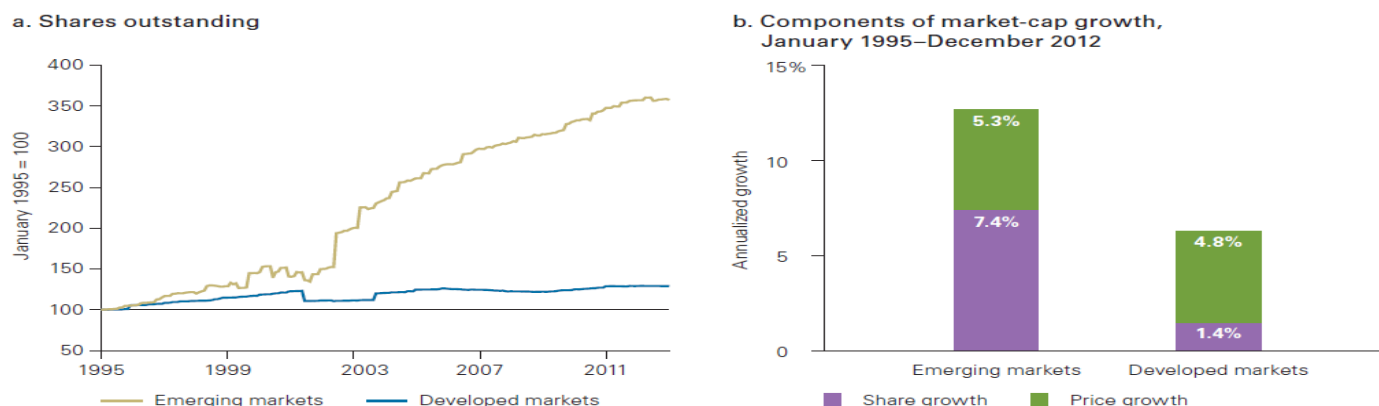 a. Shares outstanding
January 1995 = 100
400
350
300
250
200
150
100
50
1995 1999 2003 2007 2011
Emerging markets Developed markets
b. Components of market-cap growth,
January 1995–December 2012
Annualized growth
15%
10
5
0
5.3%
7.4%
4.8%
1.4%
Emerging markets Developed markets
Share growth Price growth